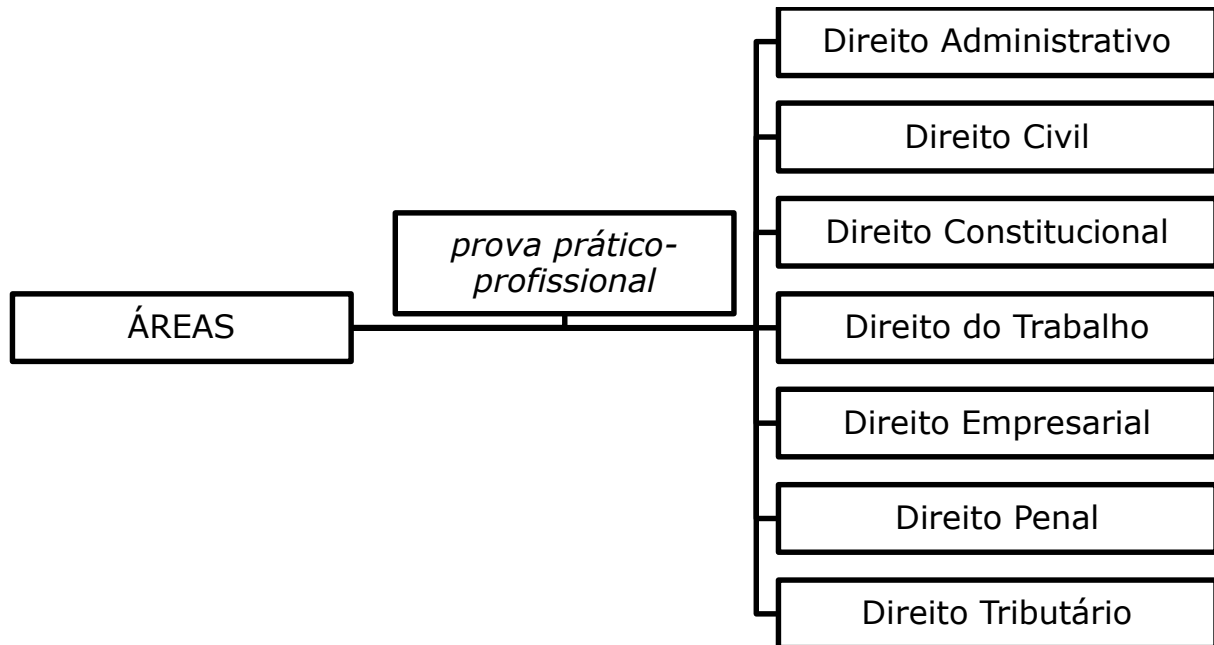 ÁREAS
prova prático-
profissional
Direito Administrativo
Direito Civil
Direito Constitucional
Direito do Trabalho
Direito Empresarial
Direito Penal
Direito Tributário